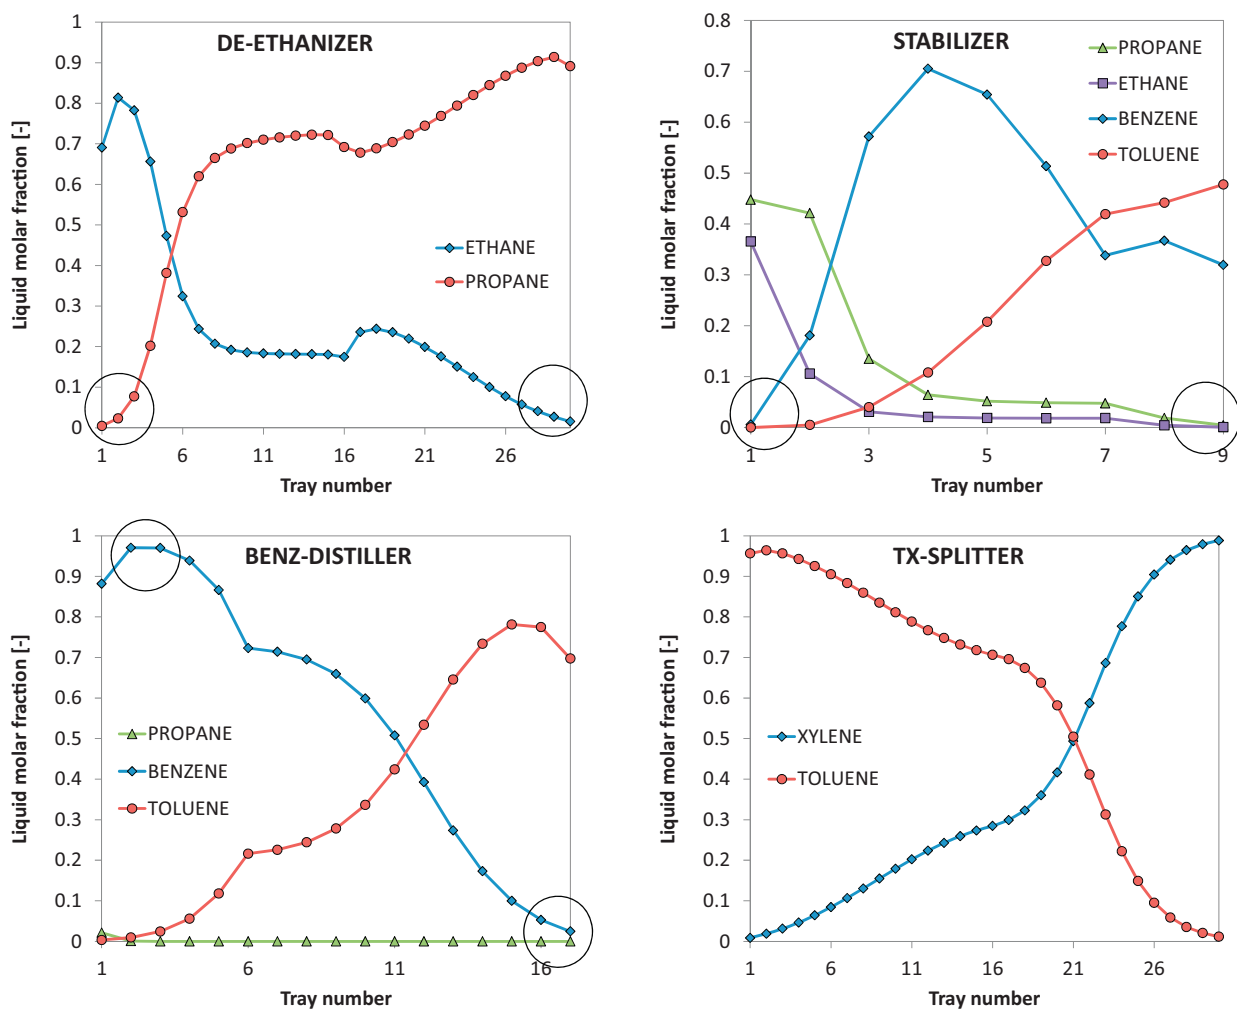 DE-ETHANIZER
Liquid molar fraction [-]
1
0.9
0.8
0.7
0.6
0.5
0.4
0.3
0.2
0.1
0
ETHANE
PROPANE
1 6 11 16 21 26
Tray number
STABILIZER
Liquid molar fraction [-]
0.8
0.7
0.6
0.5
0.4
0.3
0.2
0.1
0
PROPANE
ETHANE
BENZENE
TOLUENE
1 3 5 7 9
Tray number
BENZ-DISTILLER
Liquid molar fraction [-]
1
0.9
0.8
0.7
0.6
0.5
0.4
0.3
0.2
0.1
0
PROPANE
BENZENE
TOLUENE
1 6 11 16
Tray number
TX-SPLITTER
Liquid molar fraction [-]
1
0.9
0.8
0.7
0.6
0.5
0.4
0.3
0.2
0.1
0
XYLENE
TOLUENE
1 6 11 16 21 26
Tray number